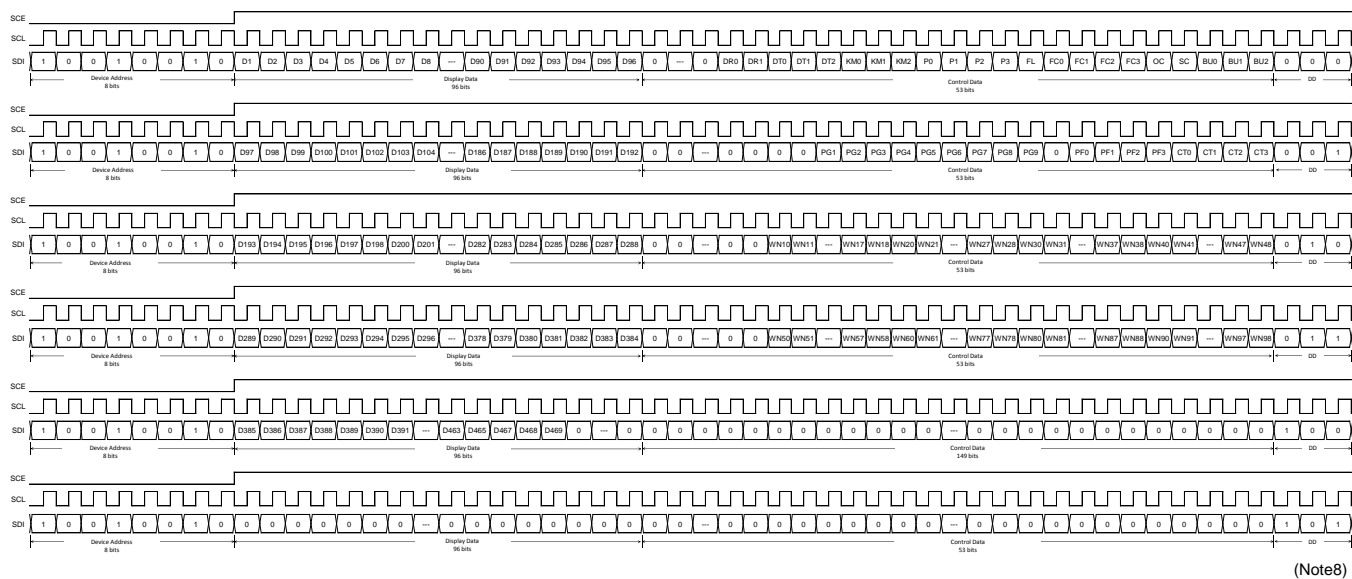 SCE
SCL
SDI 1 0 0 1 0 0 1 0 D1 D2 D3 D4 D5 D6 D7 D8 --- D90 D91 D92 D93 D94 D95 D96 0 --- 0 DR0 DR1 DT0 DT1 DT2 KM0 KM1 KM2 P0 P1 P2 P3 FL FC0 FC1 FC2 FC3 OC SC BU0 BU1 BU2 0 0 0
Device Address Display Data Control Data DD
8 bits 96 bits 53 bits
SCE
SCL
SDI 1 0 0 1 0 0 1 0 D97 D98 D99 D100 D101 D102 D103 D104 --- D186 D187 D188 D189 D190 D191 D192 0 0 --- 0 0 0 0 PG1 PG2 PG3 PG4 PG5 PG6 PG7 PG8 PG9 0 PF0 PF1 PF2 PF3 CT0 CT1 CT2 CT3 0 0 1
Device Address Display Data Control Data DD
8 bits 96 bits 53 bits
SCE
SCL
SDI 1 0 0 1 0 0 1 0 D193 D194 D195 D196 D197 D198 D200 D201 --- D282 D283 D284 D285 D286 D287 D288 0 0 --- 0 0 WN10 WN11 --- WN17 WN18 WN20 WN21 --- WN27 WN28 WN30 WN31 --- WN37 WN38 WN40 WN41 --- WN47 WN48 0 1 0
Device Address Display Data Control Data DD
8 bits 96 bits 53 bits
SCE
SCL
SDI 1 0 0 1 0 0 1 0 D289 D290 D291 D292 D293 D294 D295 D296 --- D378 D379 D380 D381 D382 D383 D384 0 0 --- 0 0 WN50 WN51 --- WN57 WN58 WN60 WN61 --- WN77 WN78 WN80 WN81 --- WN87 WN88 WN90 WN91 --- WN97 WN98 0 1 1
Device Address Display Data Control Data DD
8 bits 96 bits 53 bits
SCE
SCL
SDI 1 0 0 1 0 0 1 0 D385 D386 D387 D388 D389 D390 D391 --- D463 D465 D467 D468 D469 0 --- 0 0 0 0 0 0 0 0 0 0 0 0 0 --- 0 0 0 0 0 0 0 0 0 0 0 0 1 0 0
Device Address Display Data Control Data DD
8 bits 96 bits 149 bits
SCE
SCL
SDI 1 0 0 1 0 0 1 0 0 0 0 0 0 0 0 --- 0 0 0 0 0 0 0 0 0 0 --- 0 0 0 0 0 0 0 0 0 --- 0 0 0 0 0 0 0 0 0 0 0 0 1 0 1
Device Address Display Data Control Data DD
8 bits 96 bits 53 bits
(Note8)